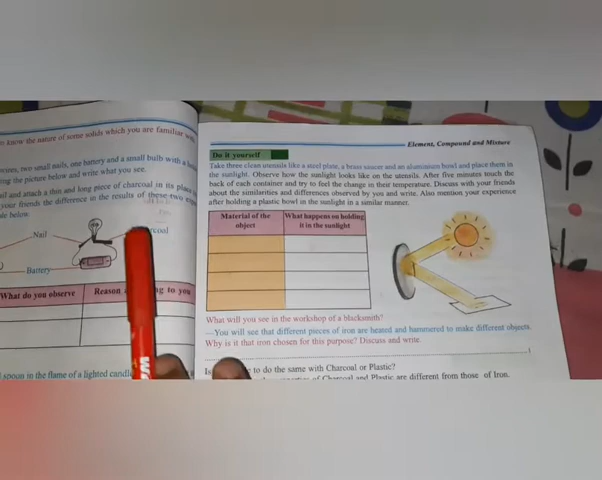 to know the nature of some solids which you are familiar with
wires, two small nails, one battery and a small bulb with a
ing the picture below and write what you see.
ail and attach a thin and long piece of charcoal in its place
your friends the difference in the results of these two
ble below.
Nail
coal
Battery
What do you observe
Reason
ng to you
spoon in the flame of a lighted candle
Element, Compound and Mixture
Do it yourself
Take three clean utensils like a steel plate, a brass saucer and an aluminium bowl and place them in
the sunlight. Observe how the sunlight looks like on the utensils. After five minutes touch the
back of each container and try to feel the change in their temperature. Discuss with your friends
about the similarities and differences observed by you and write. Also mention your experience
after holding a plastic bowl in the sunlight in a similar manner.
Material of the
object
What happens on holding
it in the sunlight
What will you see in the workshop of a blacksmith?
—You will see that different pieces of iron are heated and hammered to make different objects.
Why is it that iron chosen for this purpose? Discuss and write.
Is
to do the same with Charcoal or Plastic?
of Charcoal and Plastic are different from those of Iron.